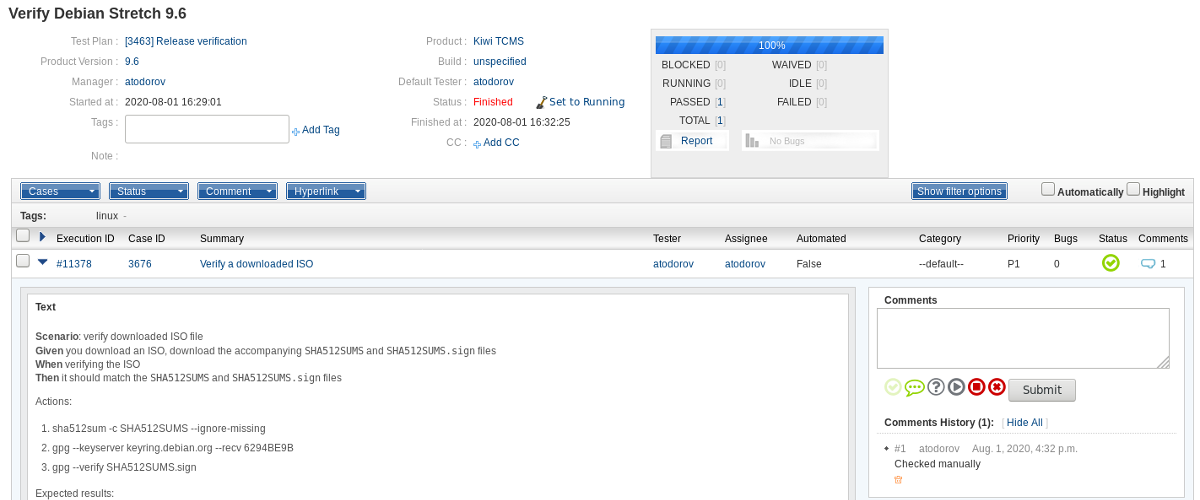 Verify Debian Stretch 9.6
Test Plan : [3463] Release verification
Product : Kiwi TCMS
100%
Product Version : 9.6
Build : unspecified
BLOCKED [0] WAIVED [0]
Manager : atodorov
Default Tester : atodorov
RUNNING [0] IDLE [0]
Started at : 2020-08-01 16:29:01
Status : Finished Set to Running
PASSED [1] FAILED [0]
Tags : Add Tag
Finished at : 2020-08-01 16:32:25
TOTAL [1]
CC : Add CC
Report No Bugs
Note :
Cases Status Comment Hyperlink Show filter options Automatically Highlight
Tags: linux -
Execution ID Case ID Summary Tester Assignee Automated Category Priority Bugs Status Comments
#11378 3676 Verify a downloaded ISO atodorov atodorov False --default-- P1 0 1
Text
Scenario: verify downloaded ISO file
Given you download an ISO, download the accompanying SHA512SUMS and SHA512SUMS.sign files
When verifying the ISO
Then it should match the SHA512SUMS and SHA512SUMS.sign files
Actions:
1. sha512sum -c SHA512SUMS --ignore-missing
2. gpg --keyserver keyring.debian.org --recv 6294BE9B
3. gpg --verify SHA512SUMS.sign
Expected results:
Comments
Submit
Comments History (1): [ Hide All ]
#1 atodorov Aug. 1, 2020, 4:32 p.m.
Checked manually